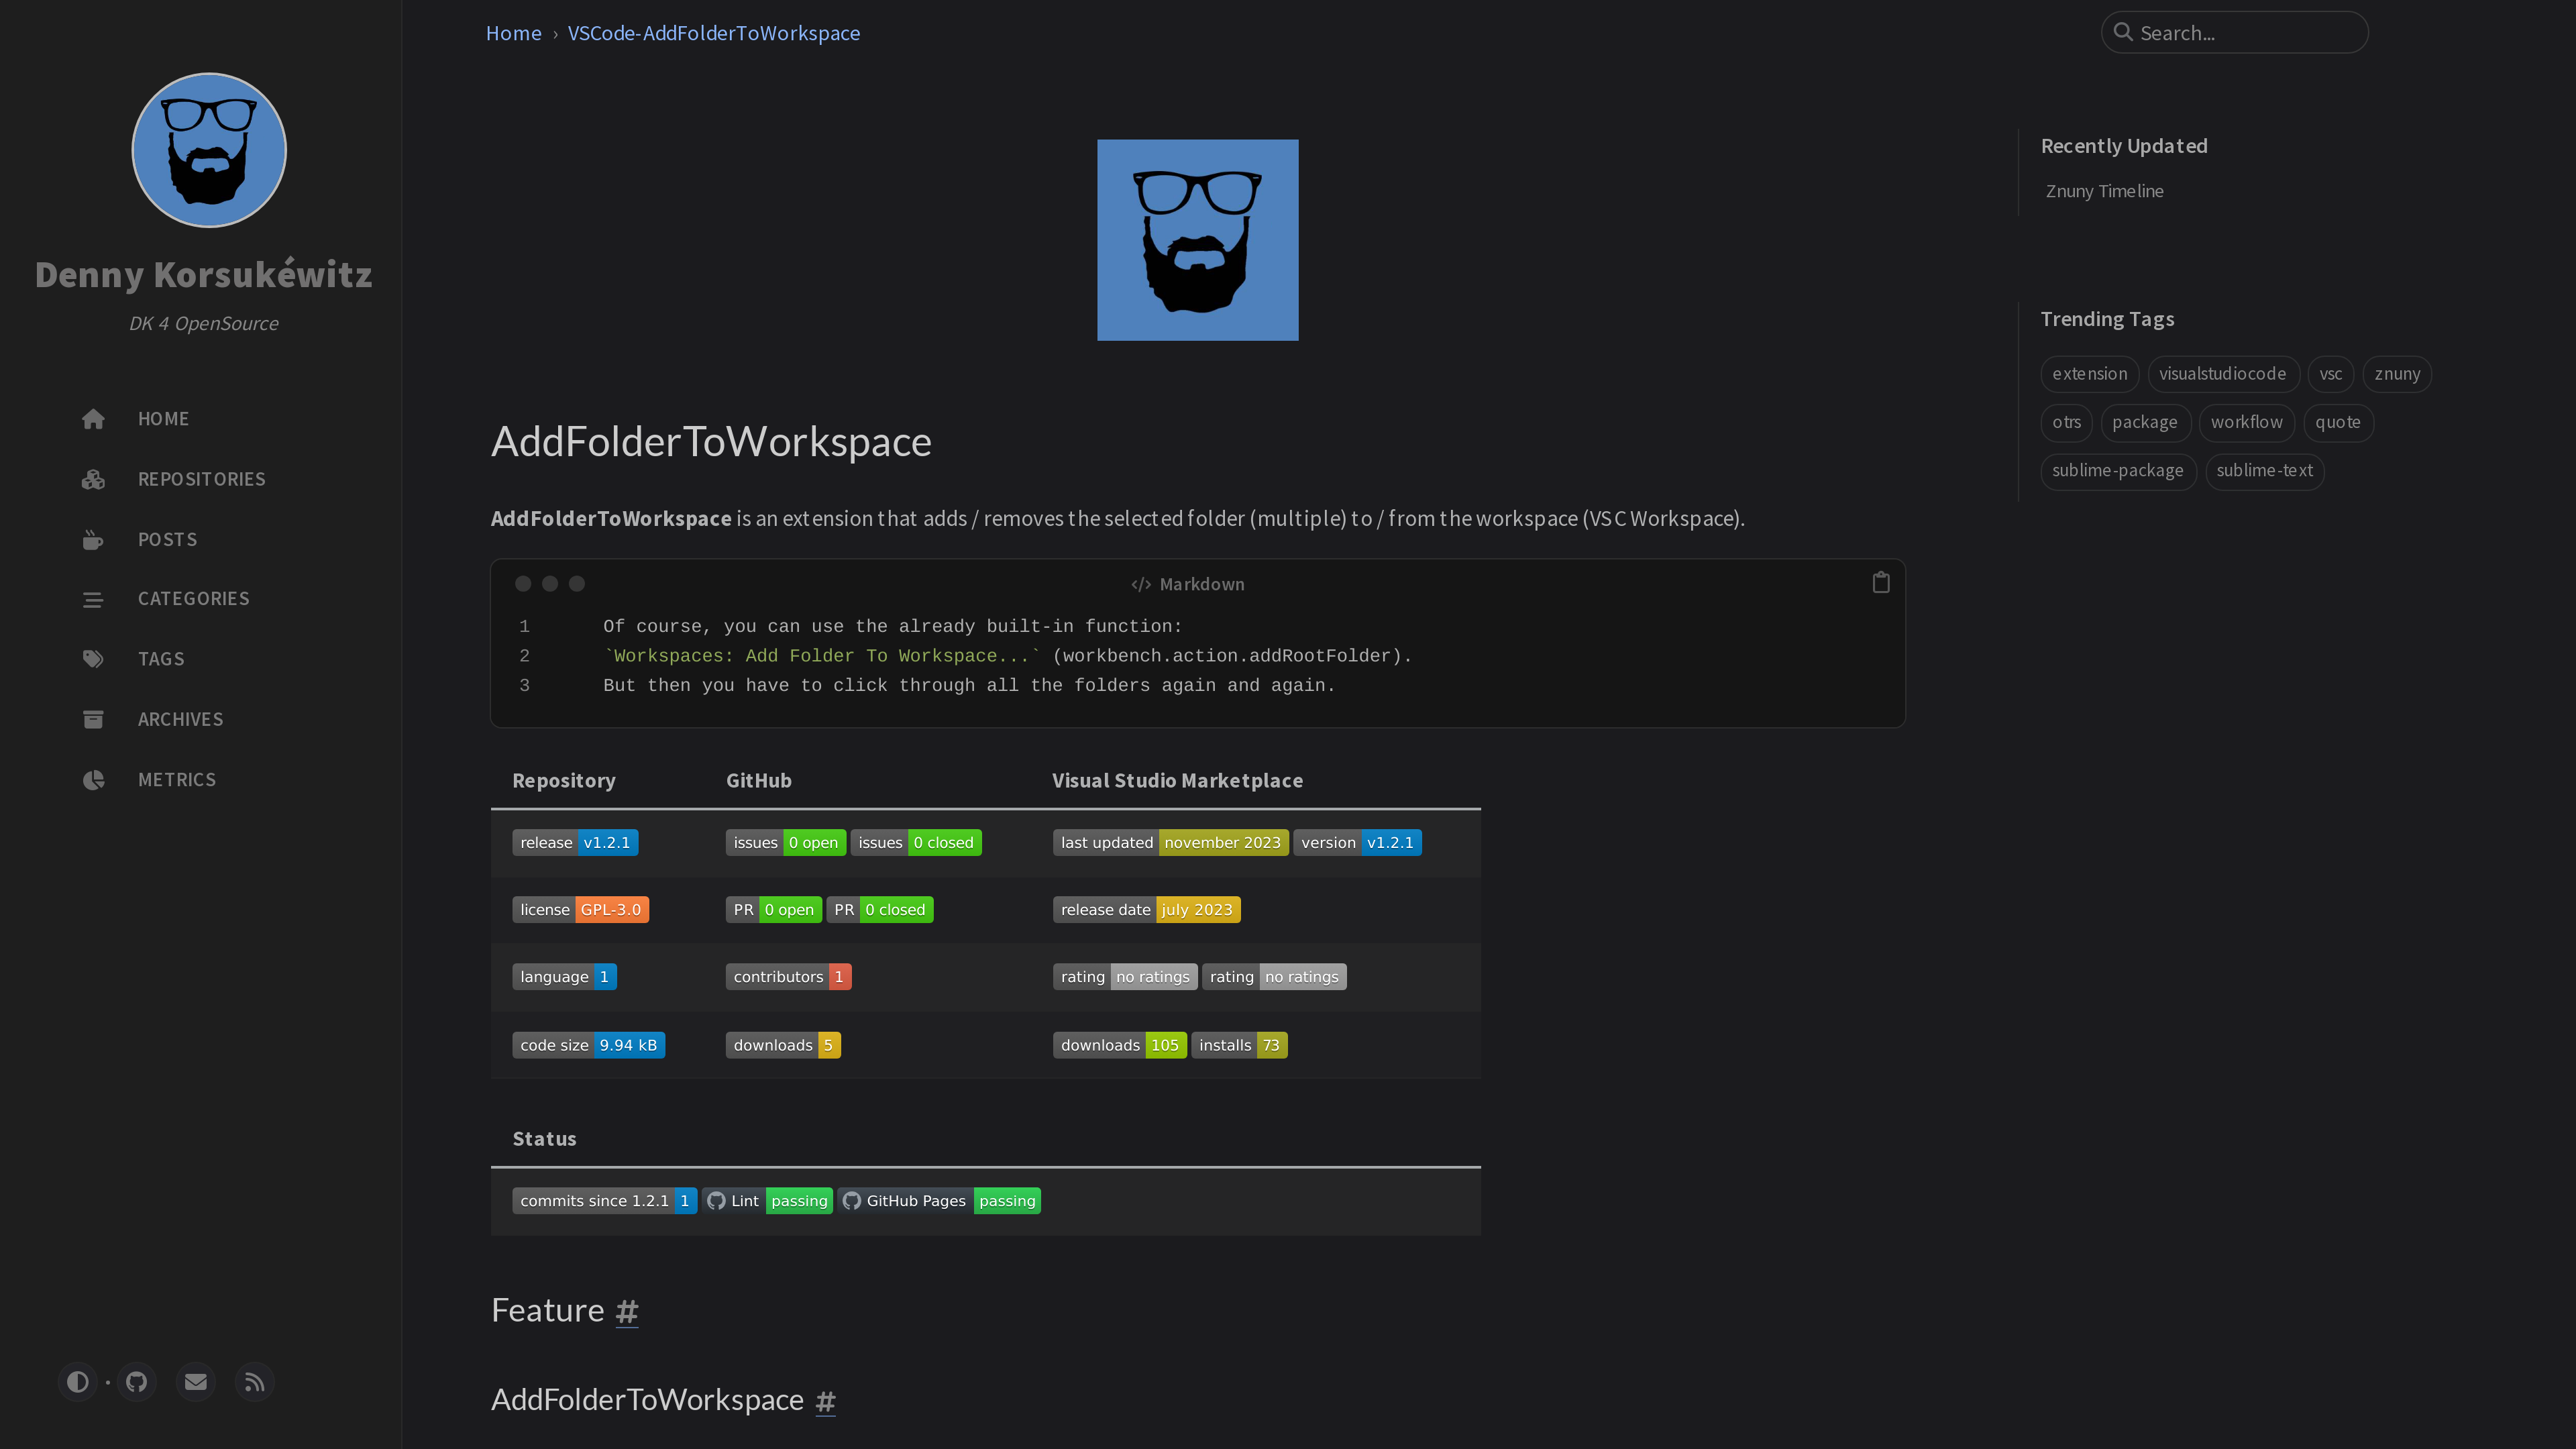 Denny Korsukéwitz
DK 4 OpenSource
HOME
REPOSITORIES
POSTS
CATEGORIES
TAGS
ARCHIVES
METRICS
Home › VSCode-AddFolderToWorkspace
Search...
AddFolderToWorkspace
AddFolderToWorkspace is an extension that adds / removes the selected folder (multiple) to / from the workspace (VSC Workspace).
Markdown
1 Of course, you can use the already built-in function:
2 `Workspaces: Add Folder To Workspace...` (workbench.action.addRootFolder).
3 But then you have to click through all the folders again and again.
Repository GitHub Visual Studio Marketplace
release v1.2.1 issues 0 open issues 0 closed last updated november 2023 version v1.2.1
license GPL-3.0 PR 0 open PR 0 closed release date july 2023
language 1 contributors 1 rating no ratings rating no ratings
code size 9.94 kB downloads 5 downloads 105 installs 73
Status
commits since 1.2.1 1 Lint passing GitHub Pages passing
Feature #
AddFolderToWorkspace #
Recently Updated
Znuny Timeline
Trending Tags
extension visualstudiocode vsc znuny
otrs package workflow quote
sublime-package sublime-text